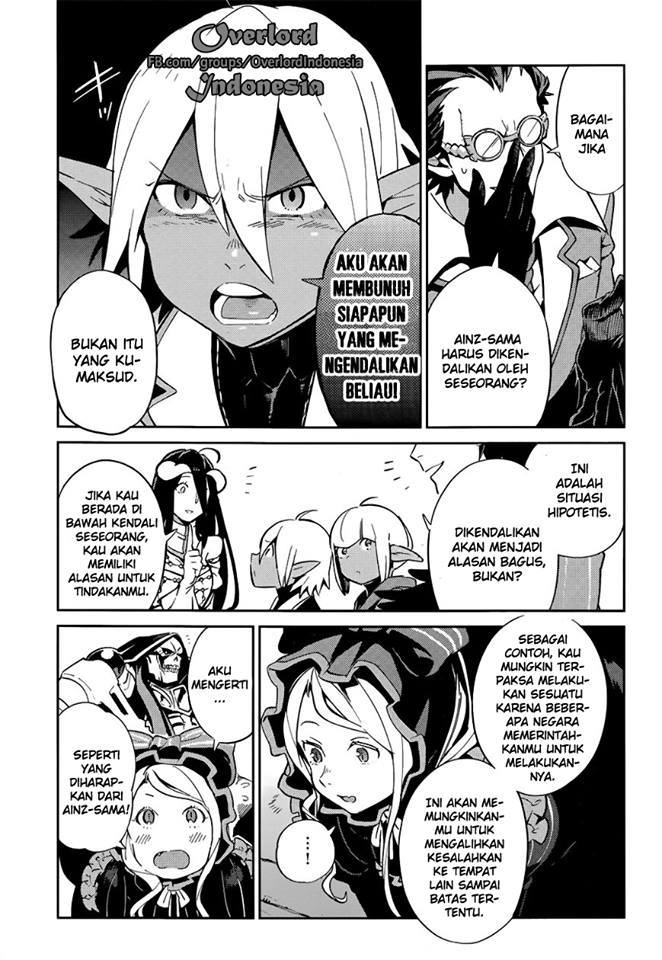 Overlord
FB.com/groups/OverlordIndonesia
Indonesia
BAGAI-
MANA
JIKA
AINZ-SAMA
HARUS DIKEN-
DALIKAN OLEH
SESEORANG?
AKU AKAN
MEMBUNUH
SIAPAPUN
YANG ME-
NGENDALIKAN
BELIAU!
BUKAN ITU
YANG KU-
MAKSUD.
INI
ADALAH
SITUASI
HIPOTETIS.
DIKENDALIKAN
AKAN MENJADI
ALASAN BAGUS,
BUKAN?
JIKA KAU
BERADA DI
BAWAH KENDALI
SESEORANG,
KAU AKAN
MEMILIKI
ALASAN UNTUK
TINDAKANMU.
SEBAGAI
CONTOH, KAU
MUNGKIN TER-
PAKSA MELAKU-
KAN SESUATU
KARENA BEBER-
APA NEGARA
MEMERINTAH-
KANMU UNTUK
MELAKUKAN-
NYA.
INI AKAN ME-
MUNGKINKAN-
MU UNTUK
MENGALIHKAN
KESALAHKAN
KE TEMPAT
LAIN SAMPAI
BATAS TER-
TENTU.
...!
AKU
MENGERTI
...
SEPERTI
YANG
DIHARAP-
KAN DARI
AINZ-SAMA!